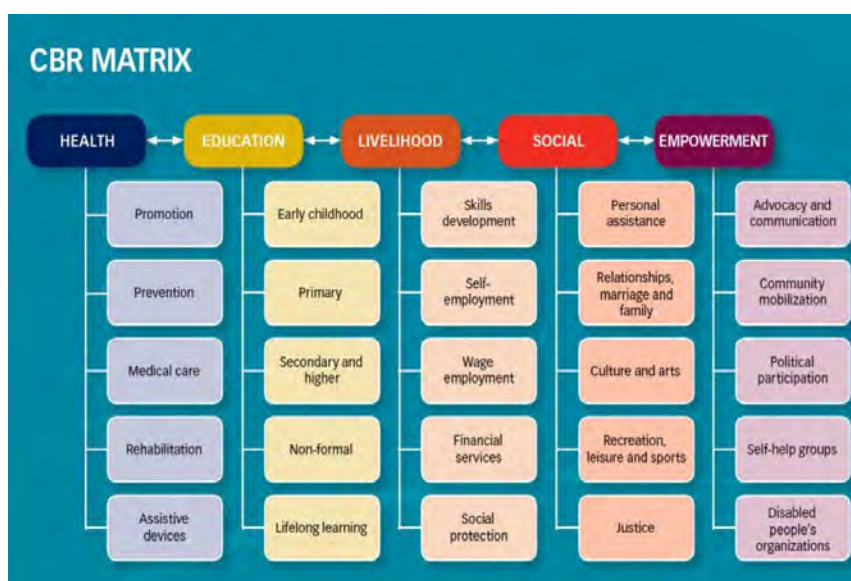 CBR MATRIX
HEALTH
EDUCATION
LIVELIHOOD
SOCIAL
EMPOWERMENT
Promotion
Prevention
Medical care
Rehabilitation
Assistive
devices
Early childhood
Primary
Secondary and
higher
Non-formal
Lifelong learning
Skills
development
Self-
employment
Wage
employment
Financial
services
Social
protection
Personal
assistance
Relationships,
marriage and
family
Culture and arts
Recreation,
leisure and sports
Justice
Advocacy and
communication
Community
mobilization
Political
participation
Self-help groups
Disabled
people's
organizations